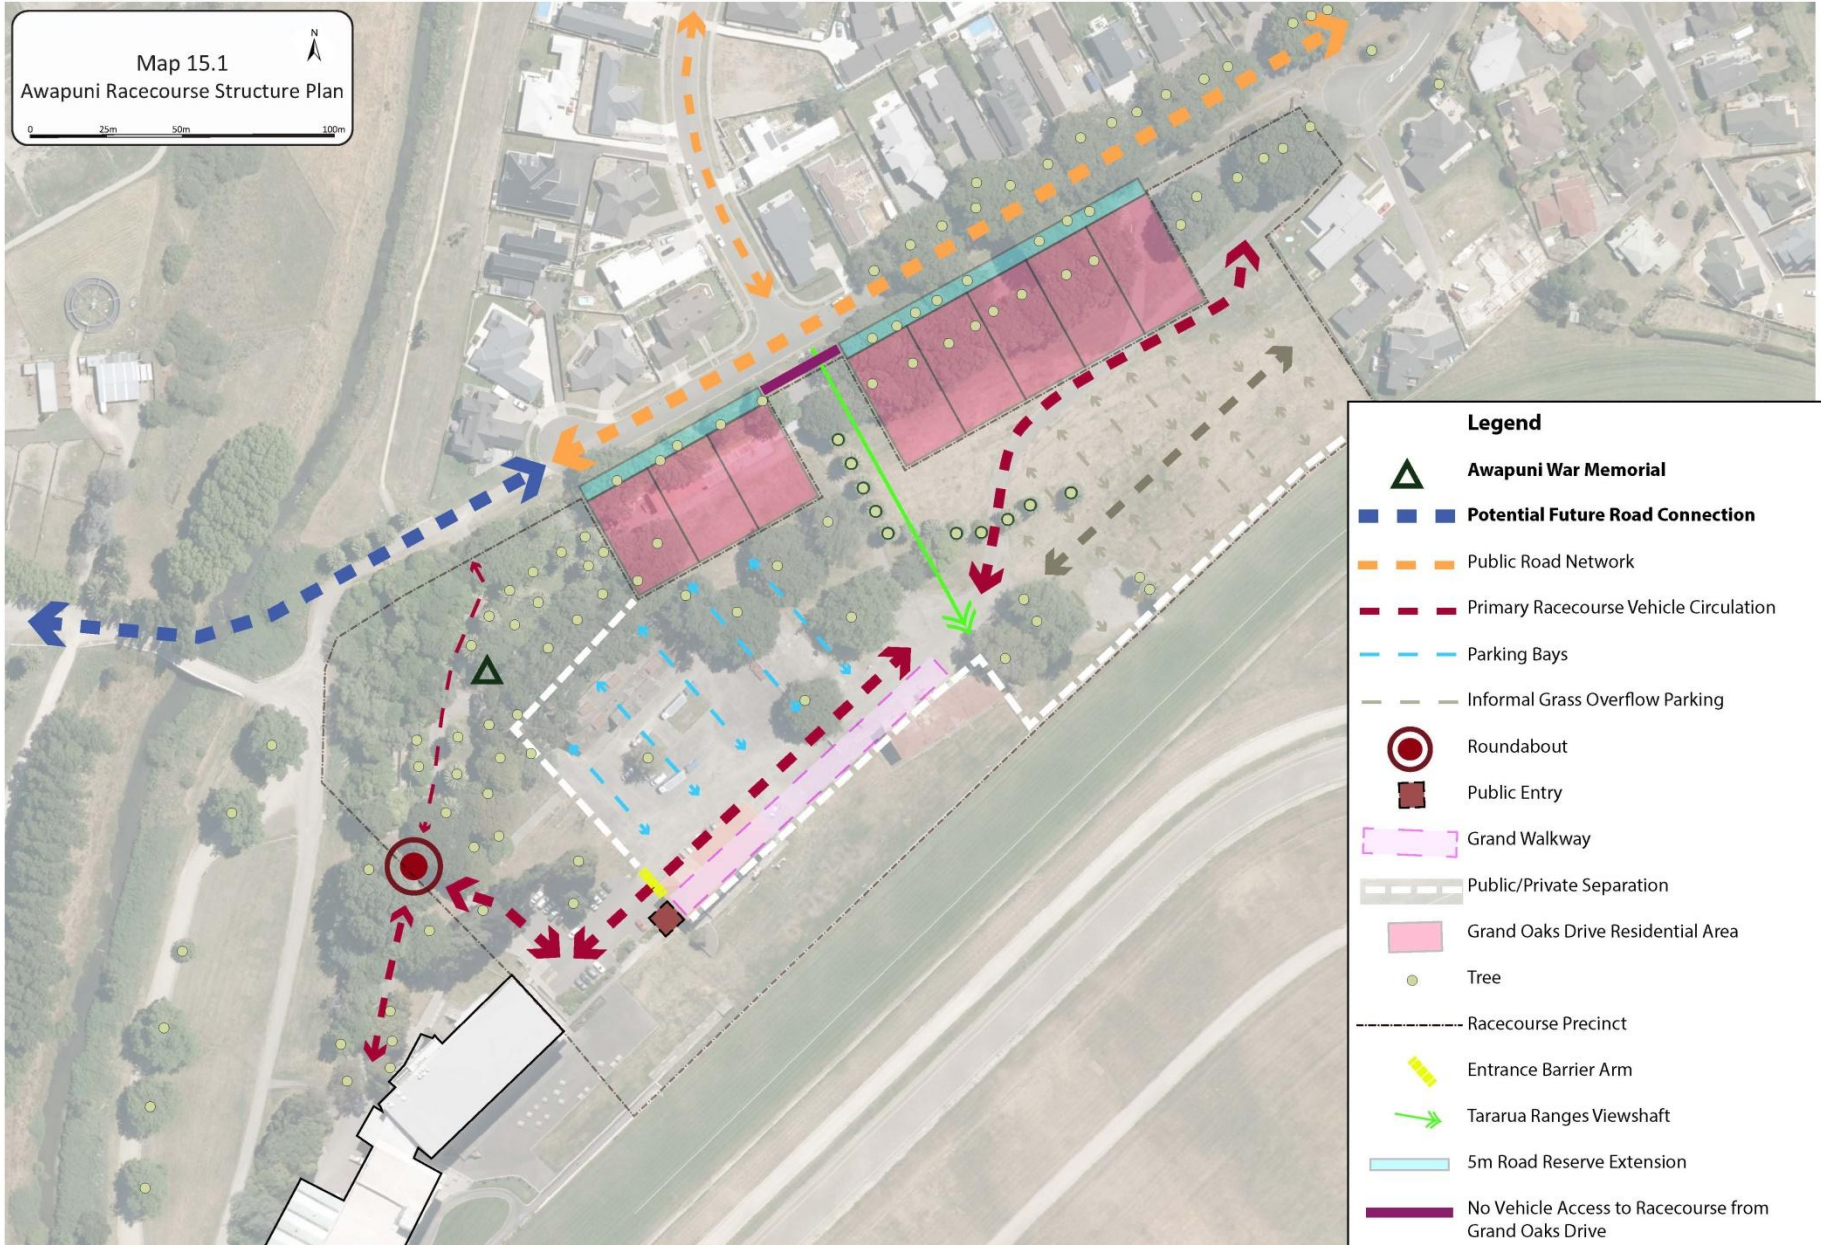 N
Map 15.1
Awapuni Racecourse Structure Plan
0 25m 50m 100m
Legend
Awapuni War Memorial
Potential Future Road Connection
Public Road Network
Primary Racecourse Vehicle Circulation
Parking Bays
Informal Grass Overflow Parking
Roundabout
Public Entry
Grand Walkway
Public/Private Separation
Grand Oaks Drive Residential Area
Tree
Racecourse Precinct
Entrance Barrier Arm
Tararua Ranges Viewshaft
5m Road Reserve Extension
No Vehicle Access to Racecourse from
Grand Oaks Drive